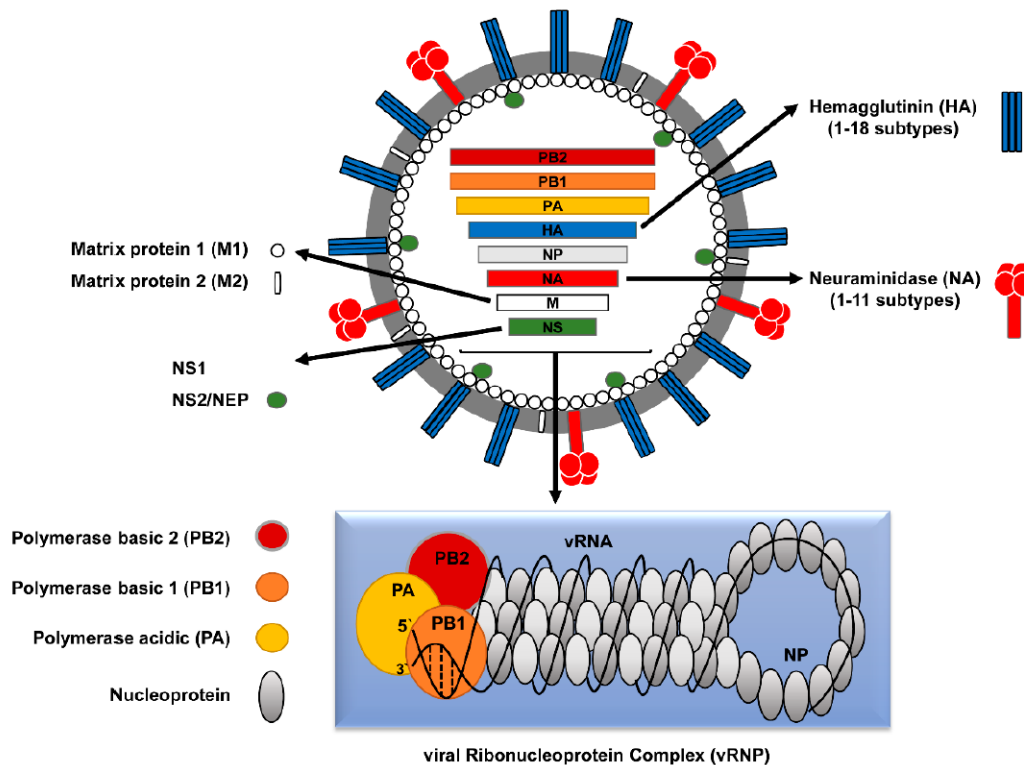 Hemagglutinin (HA)
(1-18 subtypes)
PB2
PB1
PA
HA
NP
NA
M
NS
Matrix protein 1 (M1)
Matrix protein 2 (M2)
Neuraminidase (NA)
(1-11 subtypes)
NS1
NS2/NEP
Polymerase basic 2 (PB2)
Polymerase basic 1 (PB1)
Polymerase acidic (PA)
Nucleoprotein
vRNA
PB2
PA
5'
PB1
3'
NP
viral Ribonucleoprotein Complex (vRNP)